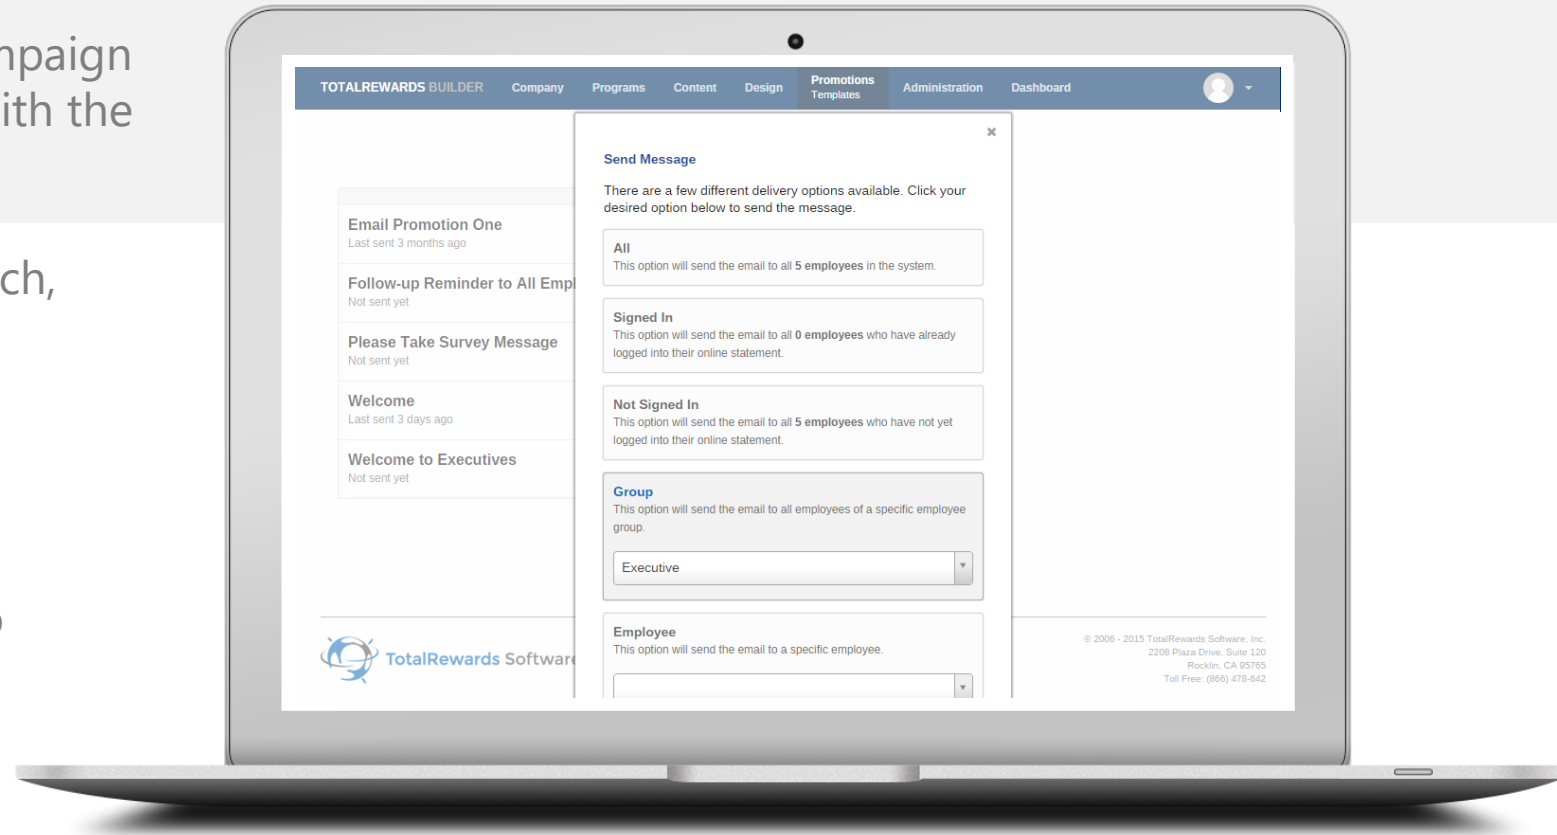 mpaign
ith the
ch,
TOTALREWARDS BUILDER
Company
Programs
Content
Design
Promotions
Templates
Administration
Dashboard
Send Message
There are a few different delivery options available. Click your
desired option below to send the message.
All
This option will send the email to all 5 employees in the system.
Signed In
This option will send the email to all 0 employees who have already
logged into their online statement.
Not Signed In
This option will send the email to all 5 employees who have not yet
logged into their online statement.
Group
This option will send the email to all employees of a specific employee
group.
Executive
Employee
This option will send the email to a specific employee.
Email Promotion One
Last sent 3 months ago
Follow-up Reminder to All Empl
Not sent yet
Please Take Survey Message
Not sent yet
Welcome
Last sent 3 days ago
Welcome to Executives
Not sent yet
TotalRewards Software
© 2006 - 2015 TotalRewards Software, Inc.
2208 Plaza Drive, Suite 120
Rocklin, CA 95765
Toll Free: (866) 478-642